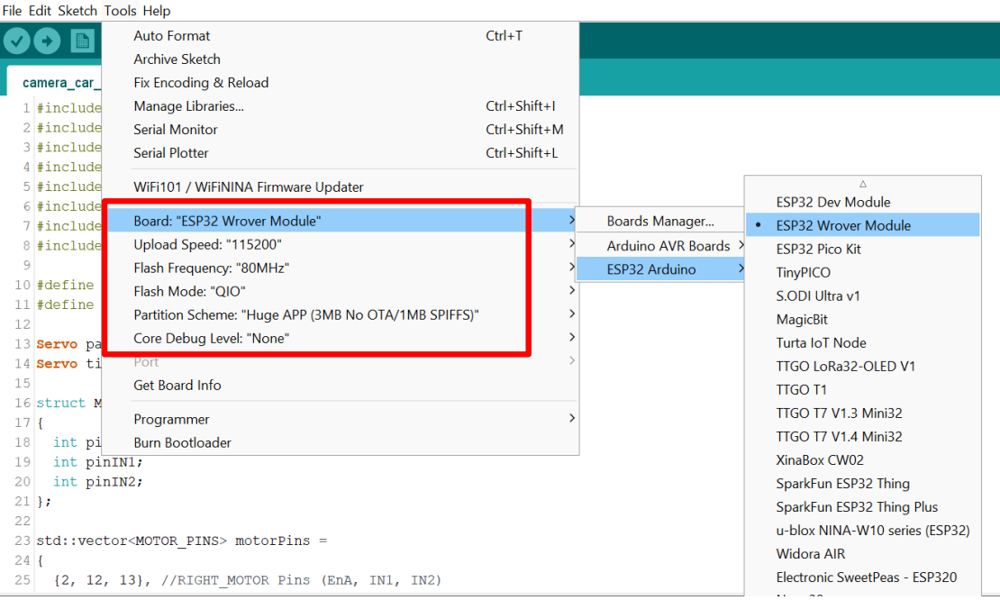 File Edit Sketch Tools Help
Auto Format Ctrl+T
Archive Sketch
Fix Encoding & Reload
Manage Libraries... Ctrl+Shift+I
Serial Monitor Ctrl+Shift+M
Serial Plotter Ctrl+Shift+L
WiFi101 / WiFiNINA Firmware Updater
Board: "ESP32 Wrover Module"
Upload Speed: "115200"
Flash Frequency: "80MHz"
Flash Mode: "QIO"
Partition Scheme: "Huge APP (3MB No OTA/1MB SPIFFS)"
Core Debug Level: "None"
Port
Get Board Info
Programmer
Burn Bootloader
Boards Manager...
Arduino AVR Boards
ESP32 Arduino
ESP32 Dev Module
ESP32 Wrover Module
ESP32 Pico Kit
TinyPICO
S.ODI Ultra v1
MagicBit
Turta IoT Node
TTGO LoRa32-OLED V1
TTGO T1
TTGO T7 V1.3 Mini32
TTGO T7 V1.4 Mini32
XinaBox CW02
SparkFun ESP32 Thing
SparkFun ESP32 Thing Plus
u-blox NINA-W10 series (ESP32)
Widora AIR
Electronic SweetPeas - ESP320
camera_car_
1 #include
2 #include
3 #include
4 #include
5 #include
6 #include
7 #include
8 #include
9
10 #define
11 #define
12
13 Servo pa
14 Servo ti
15
16 struct M
17 {
18 int pi
19 int pinIN1;
20 int pinIN2;
21 };
22
23 std::vector<MOTOR_PINS> motorPins =
24 {
25 {2, 12, 13}, //RIGHT_MOTOR Pins (EnA, IN1, IN2)